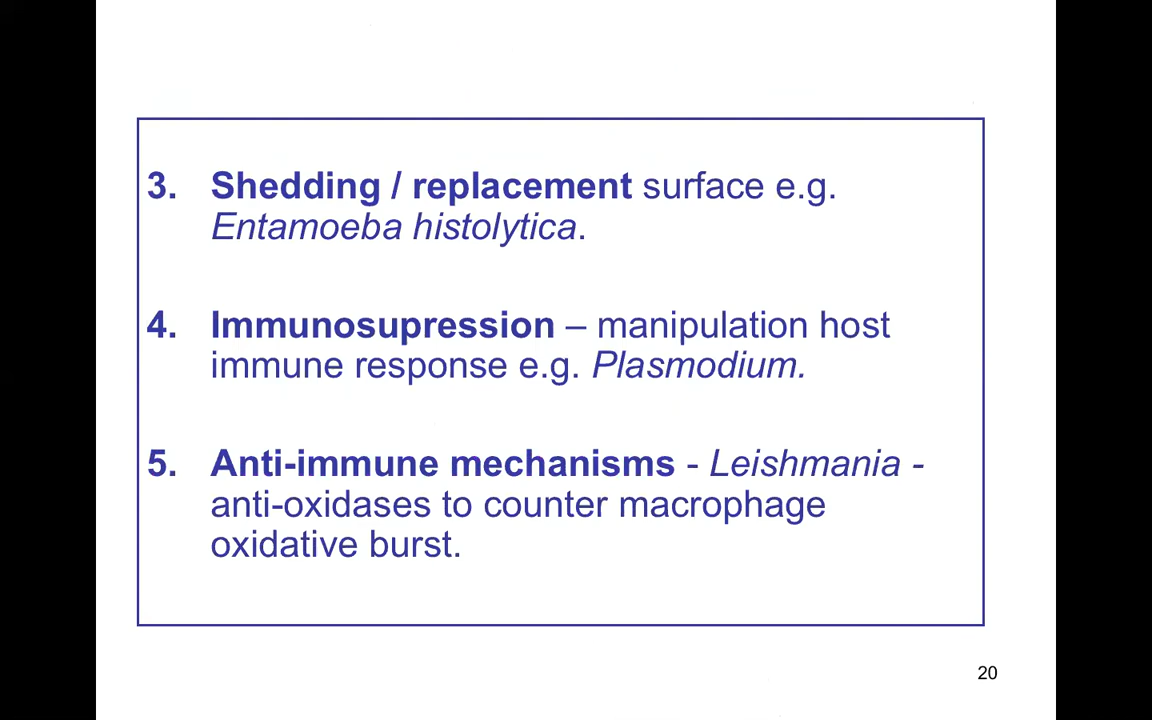 3. Shedding / replacement surface e.g.
Entamoeba histolytica.
4. Immunosupression – manipulation host
immune response e.g. Plasmodium.
5. Anti-immune mechanisms - Leishmania -
anti-oxidases to counter macrophage
oxidative burst.
20